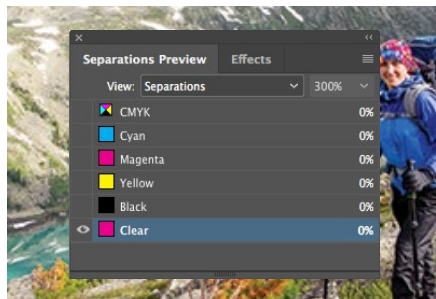 Separations Preview Effects
View: Separations 300%
CMYK 0%
Cyan 0%
Magenta 0%
Yellow 0%
Black 0%
Clear 0%